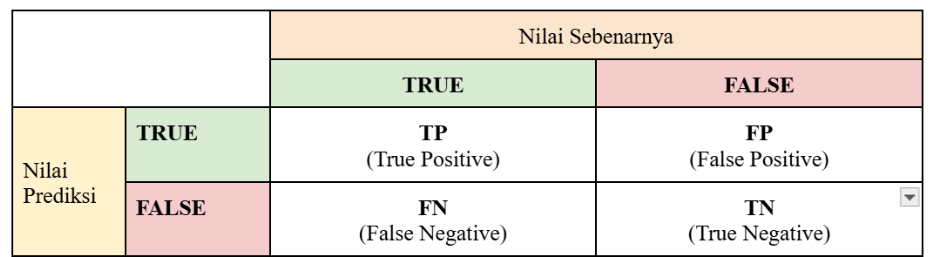 Nilai Sebenarnya
TRUE FALSE
TRUE TP FP
(True Positive) (False Positive)
Nilai
Prediksi
FALSE FN TN
(False Negative) (True Negative)